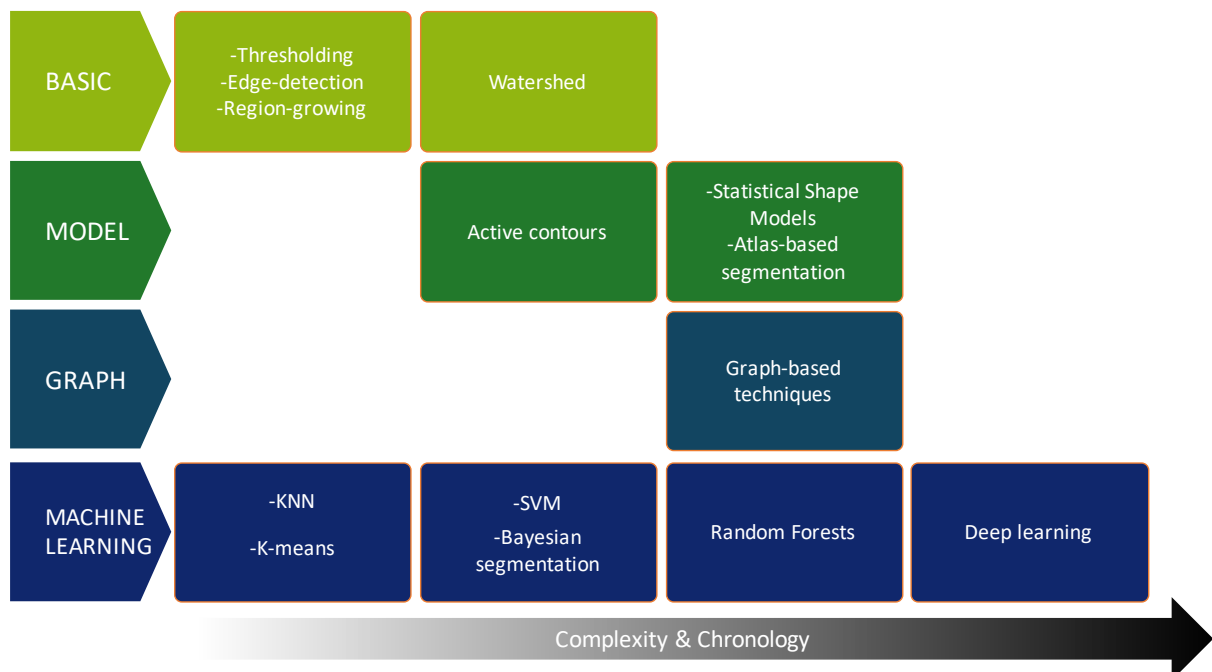 BASIC
-Thresholding
-Edge-detection
-Region-growing
Watershed
MODEL
Active contours
-Statistical Shape
Models
-Atlas-based
segmentation
GRAPH
Graph-based
techniques
MACHINE
LEARNING
-KNN
-K-means
-SVM
-Bayesian
segmentation
Random Forests
Deep learning
Complexity & Chronology